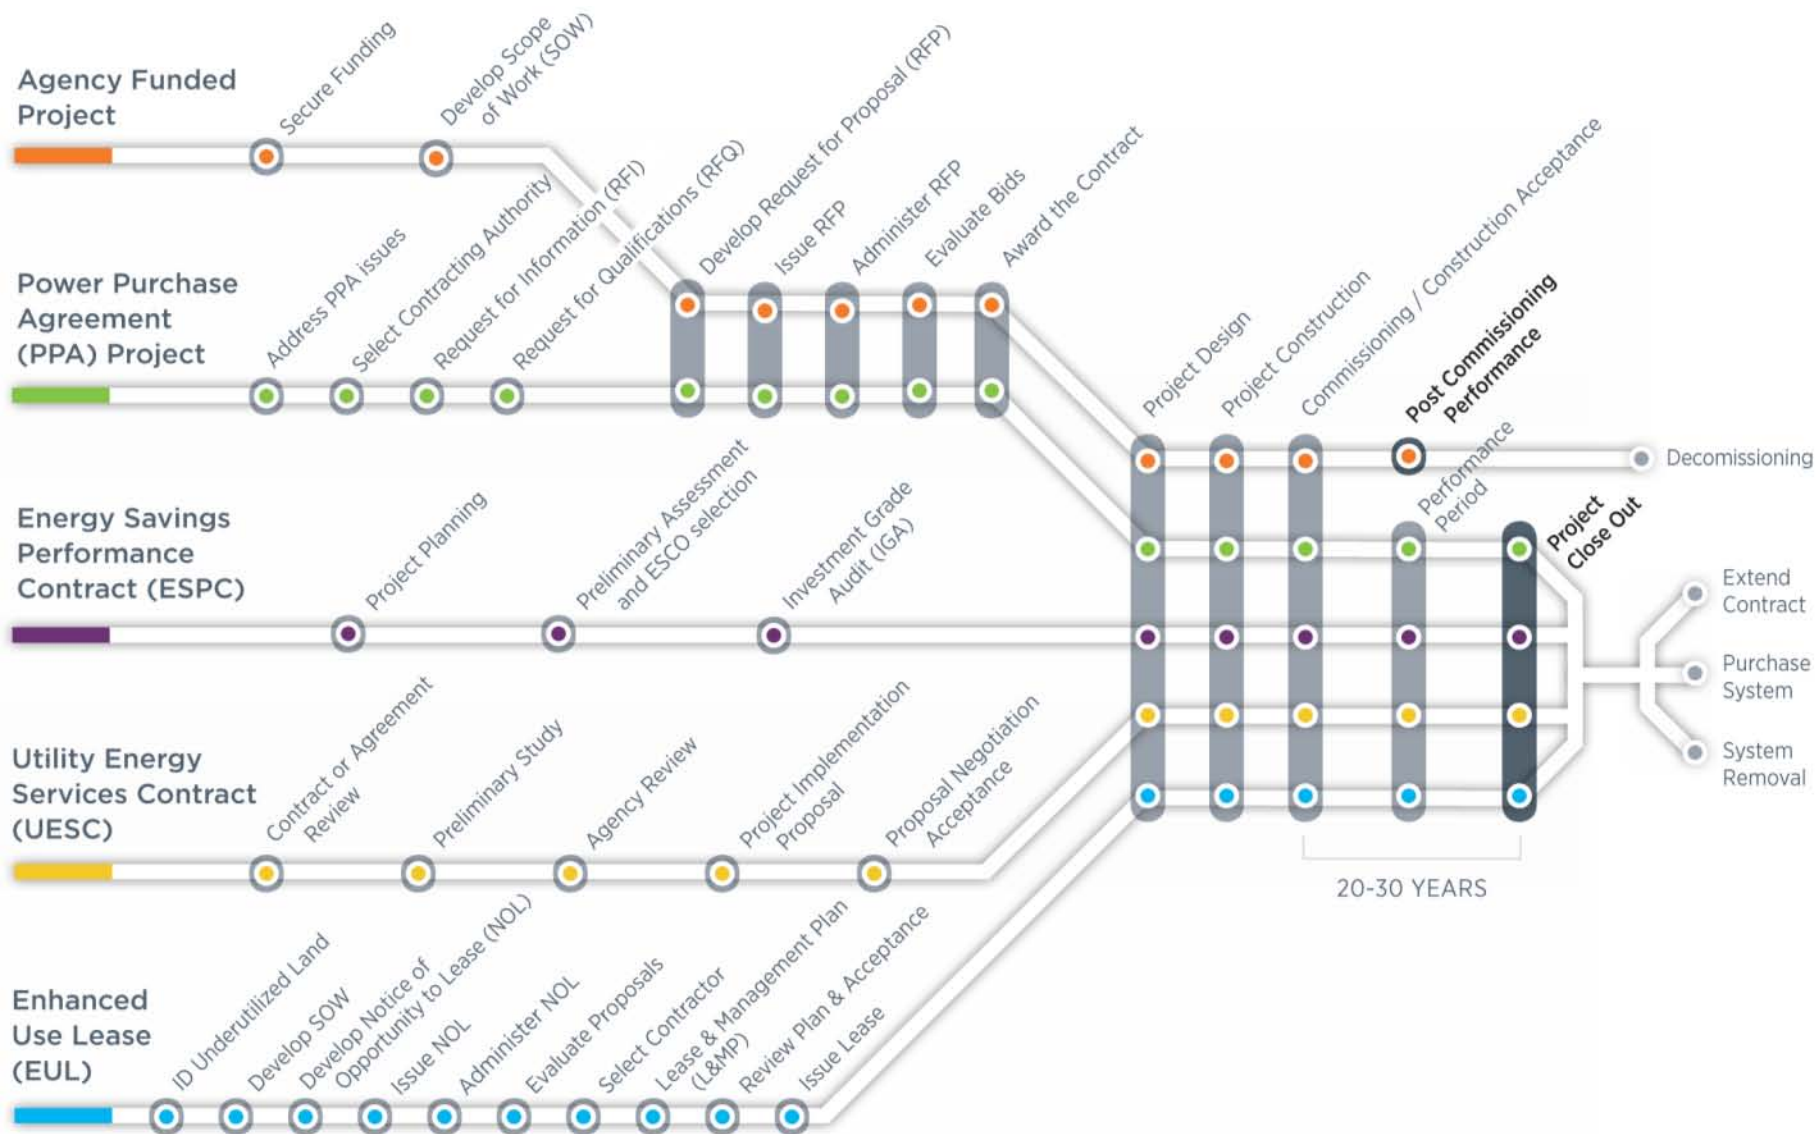 Agency Funded
Project
Secure Funding
Develop Scope
of Work (SOW)
Power Purchase
Agreement
(PPA) Project
Address PPA issues
Select Contracting Authority
Request for Information (RFI)
Request for Qualifications (RFQ)
Develop Request for Proposal (RFP)
Issue RFP
Administer RFP
Evaluate Bids
Award the Contract
Project Design
Project Construction
Commissioning / Construction Acceptance
Post Commissioning
Performance
Decomissioning
Performance
Period
Project
Close Out
Energy Savings
Performance
Contract (ESPC)
Project Planning
Preliminary Assessment
and ESCO selection
Investment Grade
Audit (IGA)
Extend
Contract
Purchase
System
System
Removal
20-30 YEARS
Utility Energy
Services Contract
(UESC)
Contract or Agreement
Review
Preliminary Study
Agency Review
Project Implementation
Proposal
Proposal Negotiation
Acceptance
Enhanced
Use Lease
(EUL)
ID Underutilized Land
Develop SOW
Develop Notice of
Opportunity to Lease (NOL)
Issue NOL
Administer NOL
Evaluate Proposals
Select Contractor
Lease & Management Plan
(L&MP)
Review Plan & Acceptance
Issue Lease